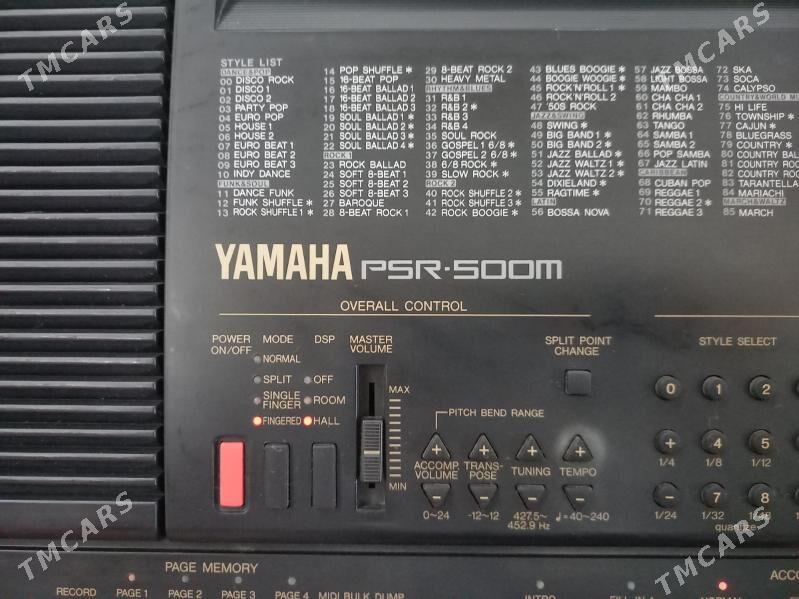 STYLE LIST
DANCE&POP
00 DISCO ROCK
01 DISCO 1
02 DISCO 2
03 PARTY POP
04 EURO POP
05 HOUSE 1
06 HOUSE 2
07 EURO BEAT 1
08 EURO BEAT 2
09 EURO BEAT 3
10 INDY DANCE
FUNK&SOUL
11 DANCE FUNK
12 FUNK SHUFFLE *
13 ROCK SHUFFLE 1 *
14 POP SHUFFLE *
15 16-BEAT POP
16 16-BEAT BALLAD 1
17 16-BEAT BALLAD 2
18 16-BEAT BALLAD 3
19 SOUL BALLAD 1 *
20 SOUL BALLAD 2 *
21 SOUL BALLAD 3 *
22 SOUL BALLAD 4 *
ROCK 1
23 ROCK BALLAD
24 SOFT 8-BEAT 1
25 SOFT 8-BEAT 2
26 SOFT 8-BEAT 3
27 BAROQUE
28 8-BEAT ROCK 1
29 8-BEAT ROCK 2
30 HEAVY METAL
RHYTHM&BLUES
31 R&B 1
32 R&B 2 *
33 R&B 3
34 R&B 4
35 SOUL ROCK
36 GOSPEL 1 6/8 *
37 GOSPEL 2 6/8 *
38 6/8 ROCK *
39 SLOW ROCK *
ROCK 2
40 ROCK SHUFFLE 2 *
41 ROCK SHUFFLE 3 *
42 ROCK BOOGIE *
43 BLUES BOOGIE *
44 BOOGIE WOOGIE *
45 ROCK'N'ROLL 1 *
46 ROCK'N'ROLL 2
47 '50S ROCK
JAZZ&SWING
48 SWING *
49 BIG BAND 1 *
50 BIG BAND 2 *
51 JAZZ BALLAD *
52 JAZZ WALTZ 1 *
53 JAZZ WALTZ 2 *
54 DIXIELAND *
55 RAGTIME *
LATIN
56 BOSSA NOVA
57 JAZZ BOSSA
58 LIGHT BOSSA
59 MAMBO
60 CHA CHA 1
61 CHA CHA 2
62 RHUMBA
63 TANGO
64 SAMBA 1
65 SAMBA 2
66 POP SAMBA
67 JAZZ LATIN
CARIBBEAN
68 CUBAN POP
69 REGGAE 1
70 REGGAE 2 *
71 REGGAE 3
72 SKA
73 SOCA
74 CALYPSO
COUNTRY&WORLD M
75 HI LIFE
76 TOWNSHIP *
77 CAJUN *
78 BLUEGRASS
79 COUNTRY *
80 COUNTRY BAL
81 COUNTRY ROC
82 COUNTRY
83 TARANTELLA
84 MARIACHI
MARCH&WALTZ
85 MARCH
YAMAHA PSR-500M
OVERALL CONTROL
POWER ON/OFF
MODE
NORMAL
SPLIT
SINGLE FINGER
FINGERED
DSP
OFF
ROOM
HALL
MASTER VOLUME
MAX
MIN
SPLIT POINT CHANGE
STYLE SELECT
PITCH BEND RANGE
+ + + +
ACCOMP. VOLUME
TRANS-POSE
TUNING
TEMPO
− − − −
0~24
-12~12
427.5~ 452.9 Hz
♩=40~240
0 1 2
+ 4 5
1/4 1/8 1/12
− 7 8
1/24 1/32 1/48
quantize
PAGE MEMORY
RECORD PAGE 1 PAGE 2 PAGE 3 PAGE 4 MIDI BULK DUMP
ACCO
INTRO
FILL IN
NORMAL
TMCARS
TMCARS
TMCARS
TMCARS
TMCARS
TMCARS